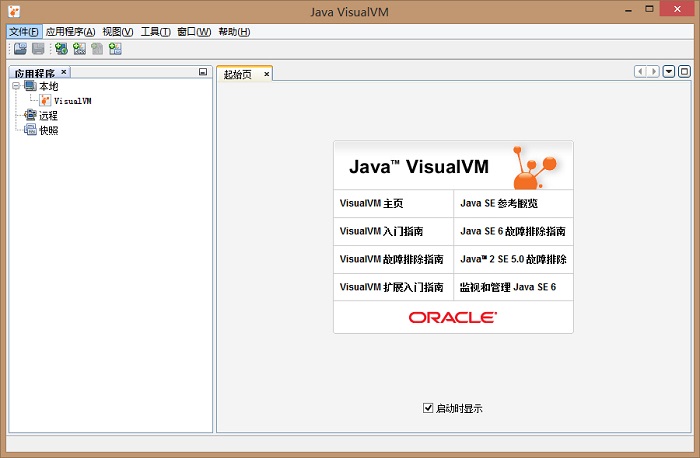 Java VisualVM
文件(F) 应用程序(A) 视图(V) 工具(T) 窗口(W) 帮助(H)
应用程序 ×
起始页 ×
本地
VisualVM
远程
快照
Java™ VisualVM
VisualVM 主页
Java SE 参考概览
VisualVM 入门指南
Java SE 6 故障排除指南
VisualVM 故障排除指南
Java™ 2 SE 5.0 故障排除
VisualVM 扩展入门指南
监视和管理 Java SE 6
ORACLE
启动时显示